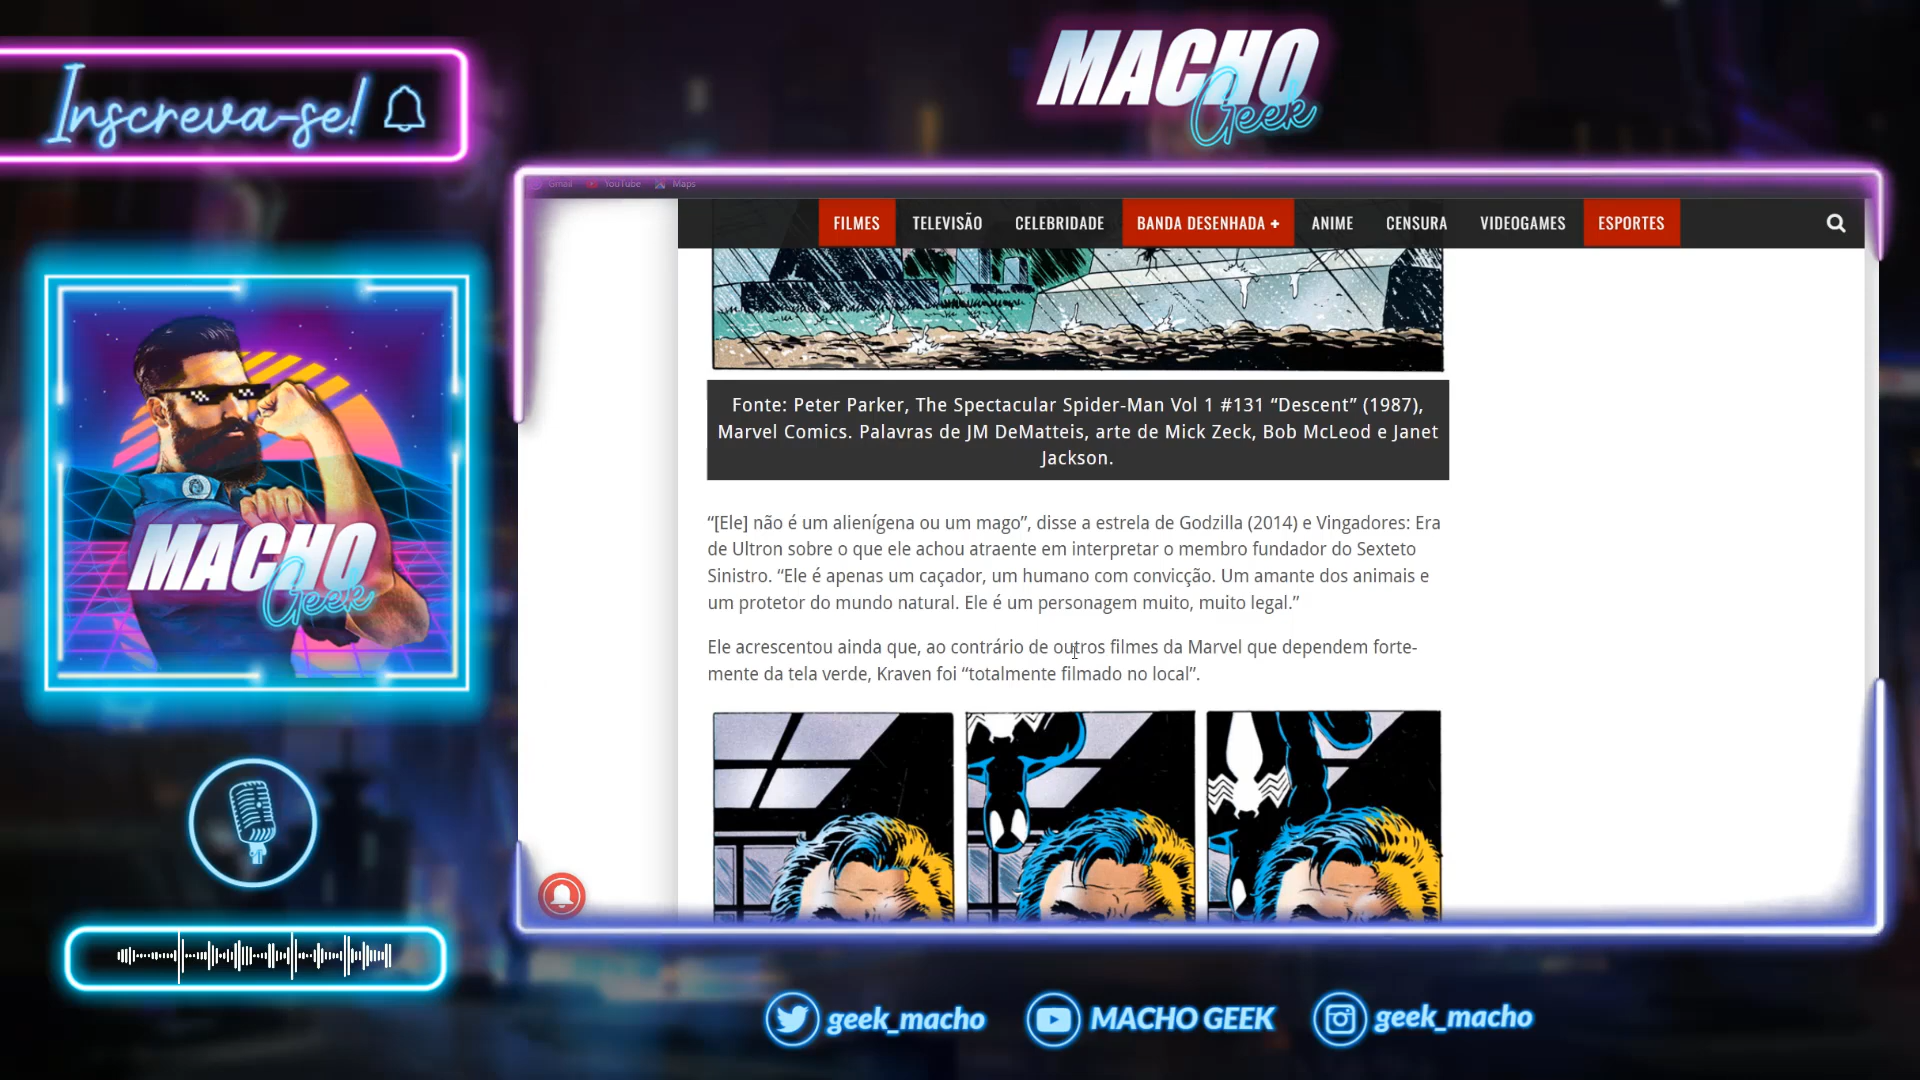 Inscreva-se!
MACHO
Geek
Gmail YouTube Maps
FILMES TELEVISÃO CELEBRIDADE BANDA DESENHADA + ANIME CENSURA VIDEOGAMES ESPORTES
Fonte: Peter Parker, The Spectacular Spider-Man Vol 1 #131 “Descent” (1987),
Marvel Comics. Palavras de JM DeMatteis, arte de Mick Zeck, Bob McLeod e Janet
Jackson.
“[Ele] não é um alienígena ou um mago”, disse a estrela de Godzilla (2014) e Vingadores: Era
de Ultron sobre o que ele achou atraente em interpretar o membro fundador do Sexteto
Sinistro. “Ele é apenas um caçador, um humano com convicção. Um amante dos animais e
um protetor do mundo natural. Ele é um personagem muito, muito legal.”
Ele acrescentou ainda que, ao contrário de outros filmes da Marvel que dependem forte-
mente da tela verde, Kraven foi “totalmente filmado no local”.
MACHO
Geek
geek_macho MACHO GEEK geek_macho